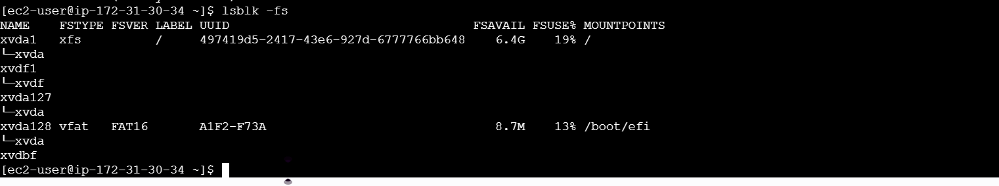 [ec2-user@ip-172-31-30-34 ~]$ lsblk -fs
NAME    FSTYPE FSVER LABEL UUID                                 FSAVAIL FSUSE% MOUNTPOINTS
xvda1   xfs          /     497419d5-2417-43e6-927d-6777766bb648    6.4G    19% /
└─xvda
xvdf1
└─xvdf
xvda127
└─xvda
xvda128 vfat   FAT16       A1F2-F73A                               8.7M    13% /boot/efi
└─xvda
xvdbf
[ec2-user@ip-172-31-30-34 ~]$